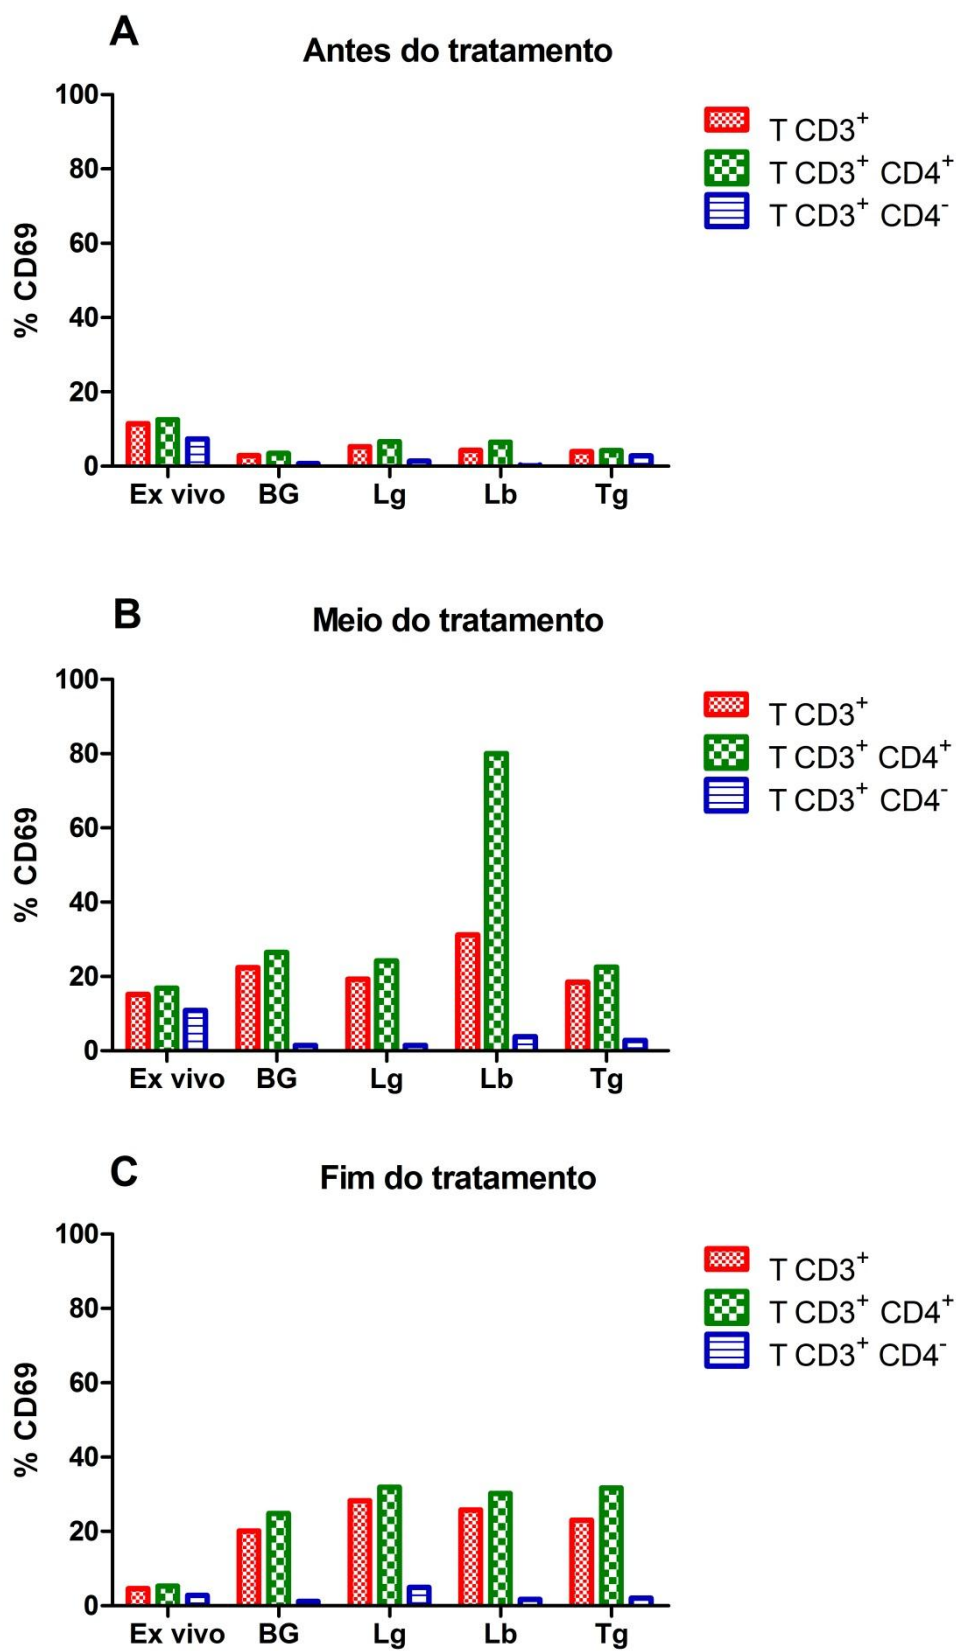 A
Antes do tratamento
100
80
60
40
20
0
% CD69
Ex vivo BG Lg Lb Tg
T CD3⁺
T CD3⁺ CD4⁺
T CD3⁺ CD4⁻
B
Meio do tratamento
100
80
60
40
20
0
% CD69
Ex vivo BG Lg Lb Tg
T CD3⁺
T CD3⁺ CD4⁺
T CD3⁺ CD4⁻
C
Fim do tratamento
100
80
60
40
20
0
% CD69
Ex vivo BG Lg Lb Tg
T CD3⁺
T CD3⁺ CD4⁺
T CD3⁺ CD4⁻